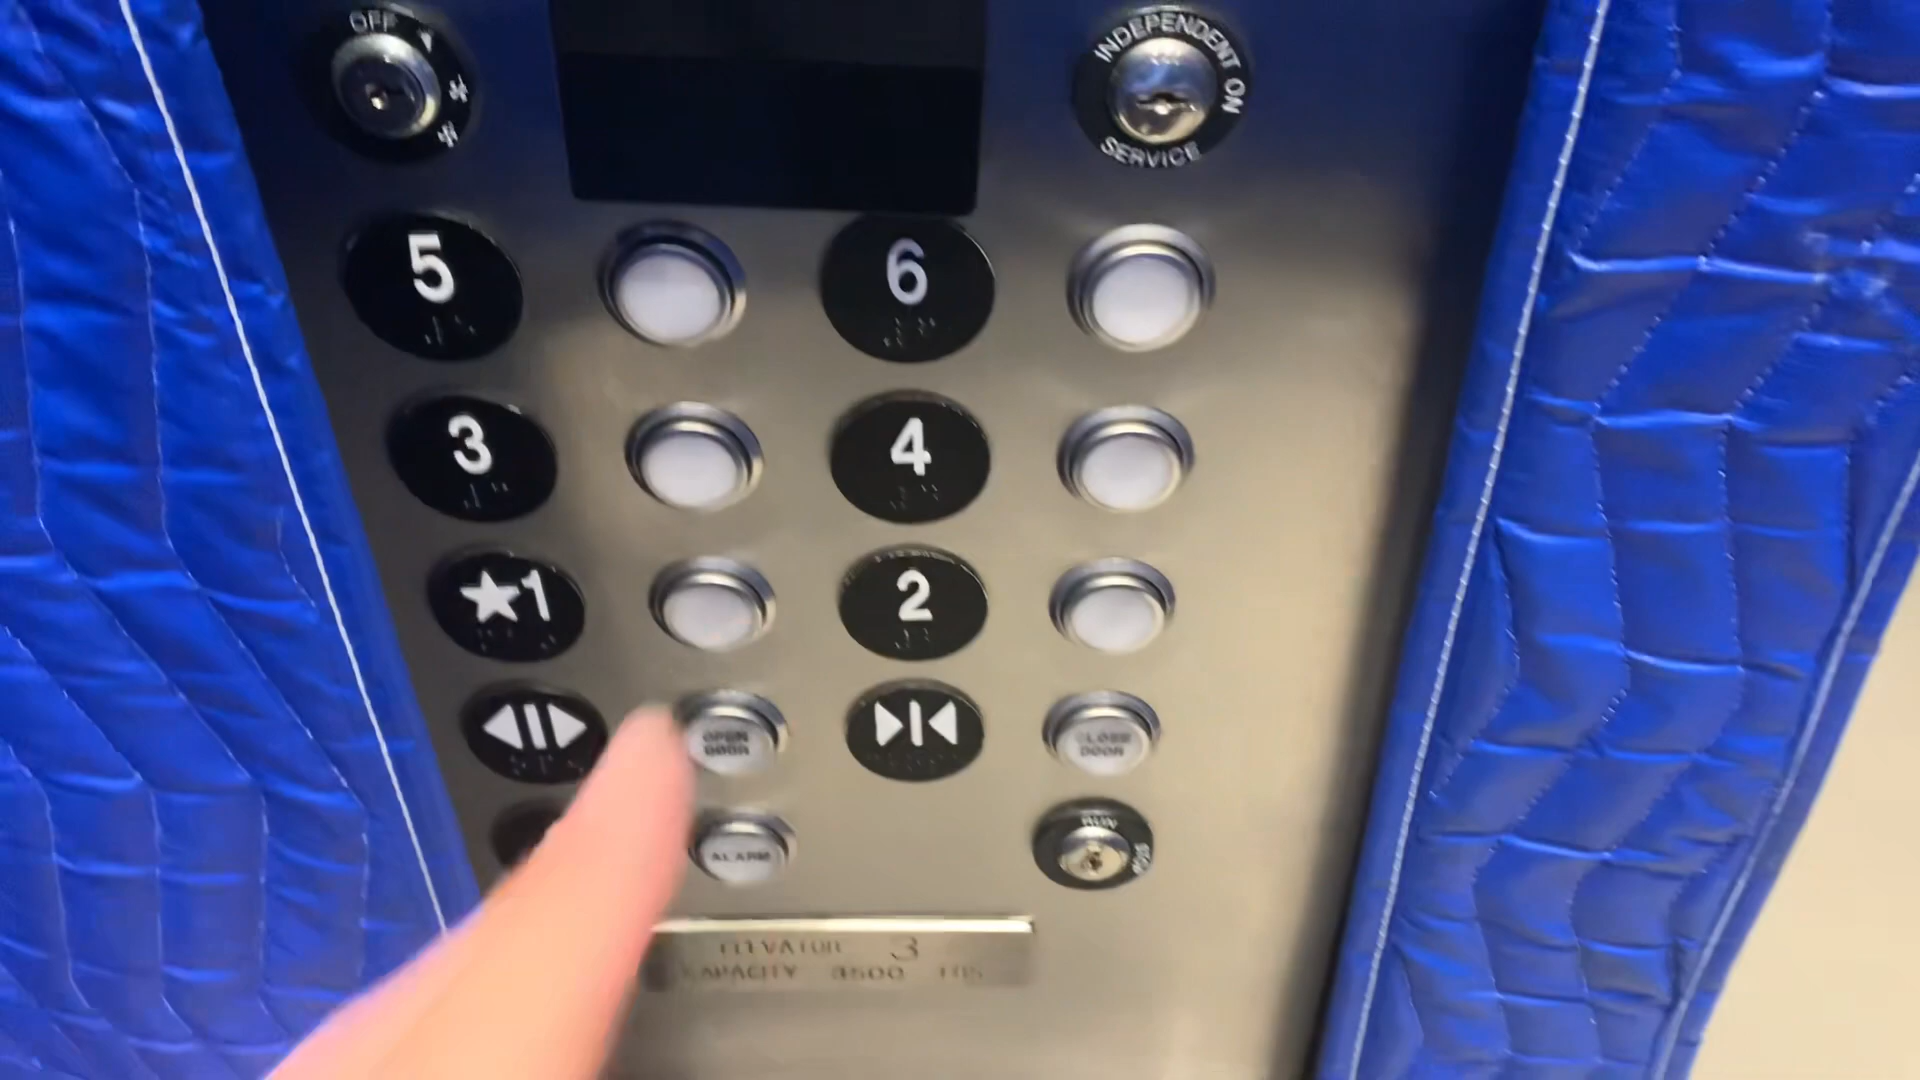 OFF
INDEPENDENT ON
SERVICE
5
6
3
4
★1
2
OPEN
DOOR
CLOSE
DOOR
ALARM
RUN
ELEVATOR 3
CAPACITY 3500